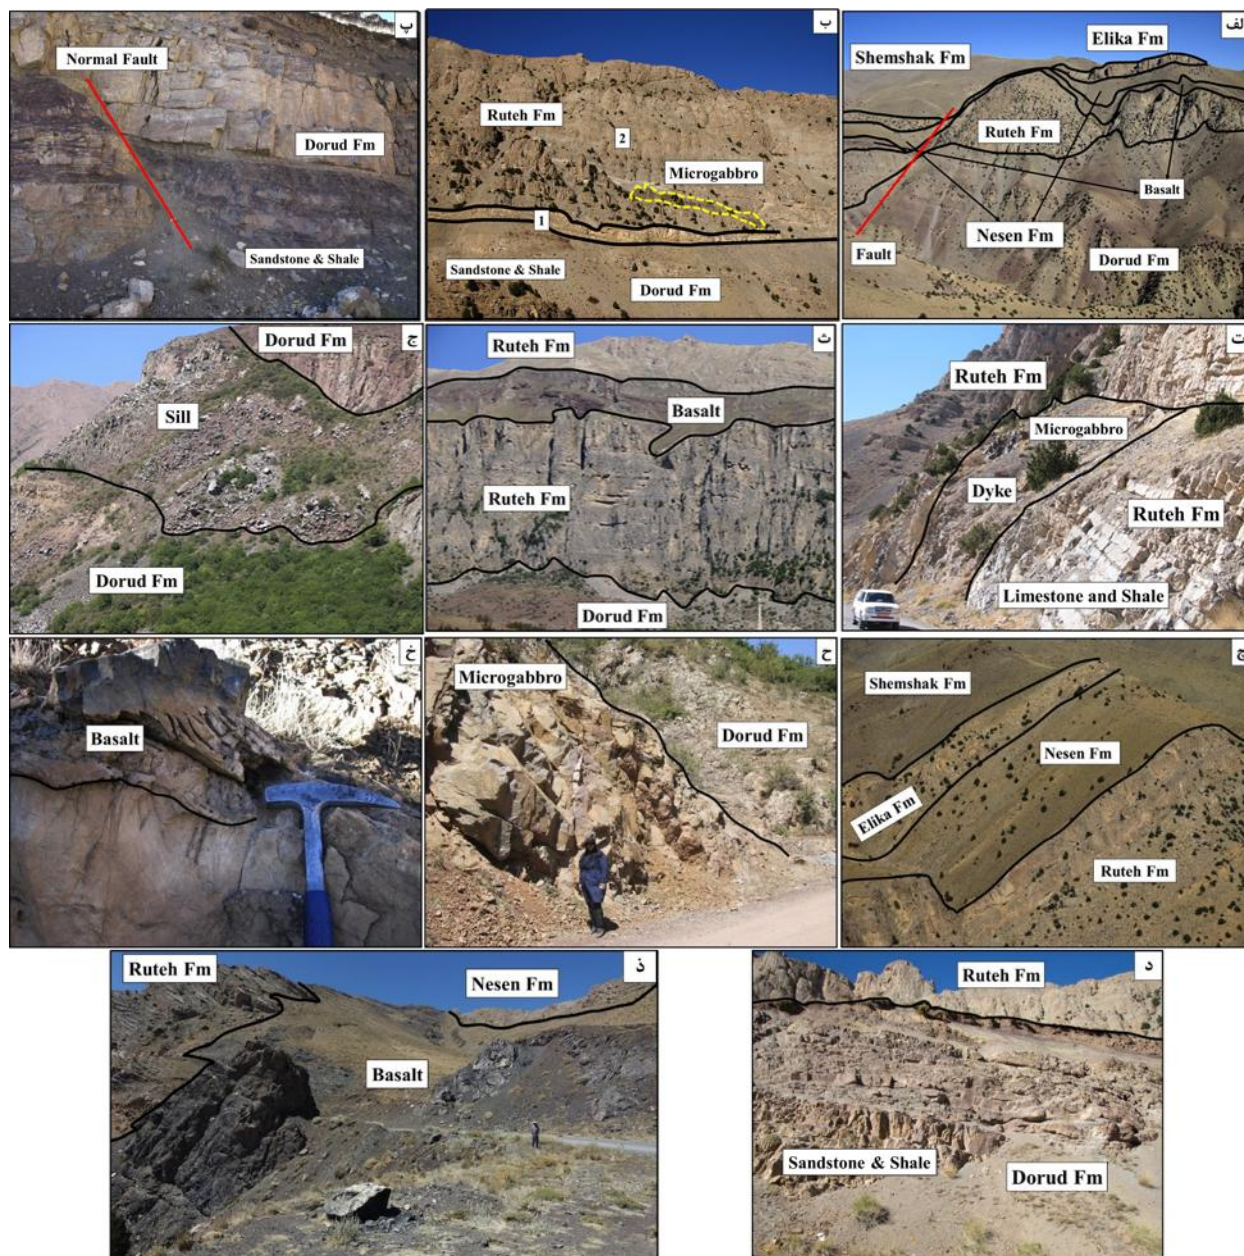 الف
Elika Fm
Shemshak Fm
Ruteh Fm
Basalt
Nesen Fm
Fault
Dorud Fm
ب
Ruteh Fm
2
Microgabbro
1
Sandstone & Shale
Dorud Fm
پ
Normal Fault
Dorud Fm
Sandstone & Shale
ت
Ruteh Fm
Microgabbro
Dyke
Ruteh Fm
Limestone and Shale
ث
Ruteh Fm
Basalt
Ruteh Fm
Dorud Fm
ج
Dorud Fm
Sill
Dorud Fm
چ
Shemshak Fm
Nesen Fm
Elika Fm
Ruteh Fm
ح
Microgabbro
Dorud Fm
خ
Basalt
د
Ruteh Fm
Sandstone & Shale
Dorud Fm
ذ
Ruteh Fm
Nesen Fm
Basalt